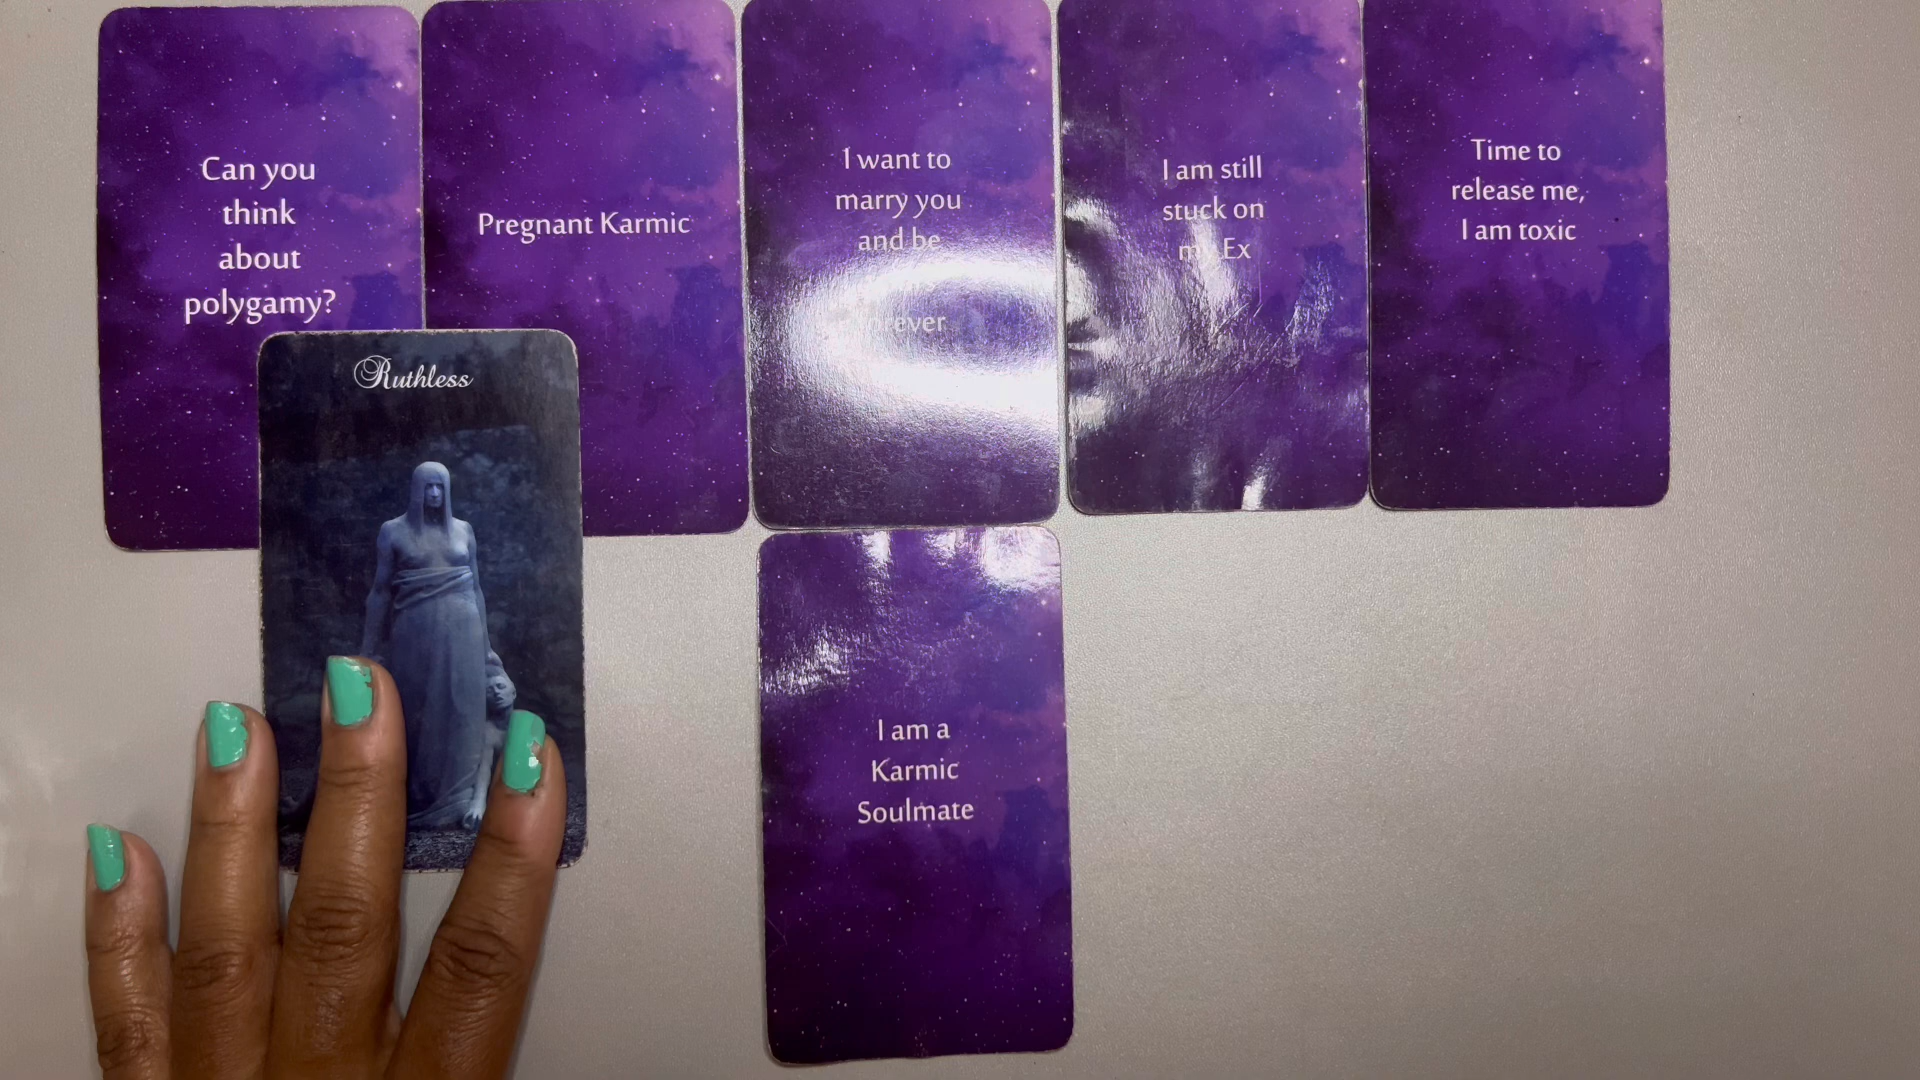 Can you
think
about
polygamy?
Pregnant Karmic
I want to
marry you
and be
I am still
stuck on
Ex
Time to
release me,
I am toxic
Ruthless
I am a
Karmic
Soulmate